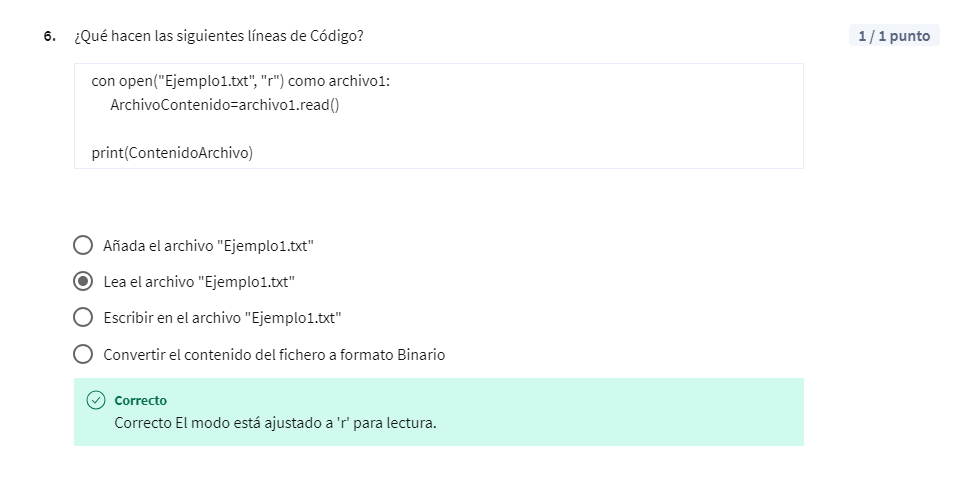 6. ¿Qué hacen las siguientes líneas de Código?
1 / 1 punto
con open("Ejemplo1.txt", "r") como archivo1:
ArchivoContenido=archivo1.read()
print(ContenidoArchivo)
Añada el archivo "Ejemplo1.txt"
Lea el archivo "Ejemplo1.txt"
Escribir en el archivo "Ejemplo1.txt"
Convertir el contenido del fichero a formato Binario
Correcto
Correcto El modo está ajustado a 'r' para lectura.